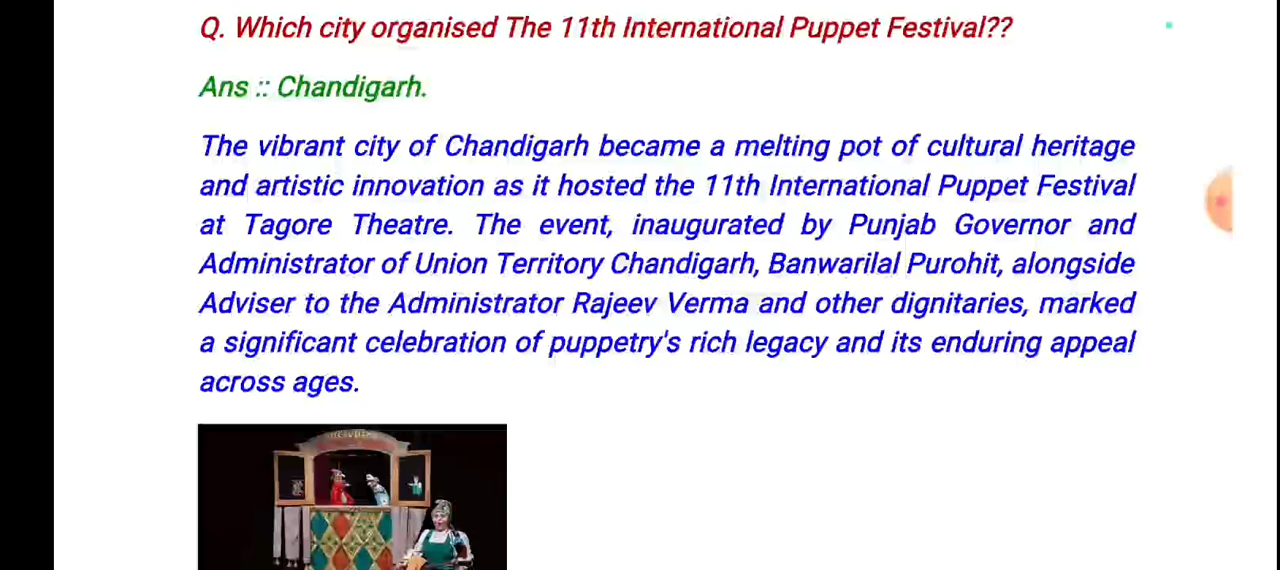 Q. Which city organised The 11th International Puppet Festival??
Ans :: Chandigarh.
The vibrant city of Chandigarh became a melting pot of cultural heritage
and artistic innovation as it hosted the 11th International Puppet Festival
at Tagore Theatre. The event, inaugurated by Punjab Governor and
Administrator of Union Territory Chandigarh, Banwarilal Purohit, alongside
Adviser to the Administrator Rajeev Verma and other dignitaries, marked
a significant celebration of puppetry's rich legacy and its enduring appeal
across ages.